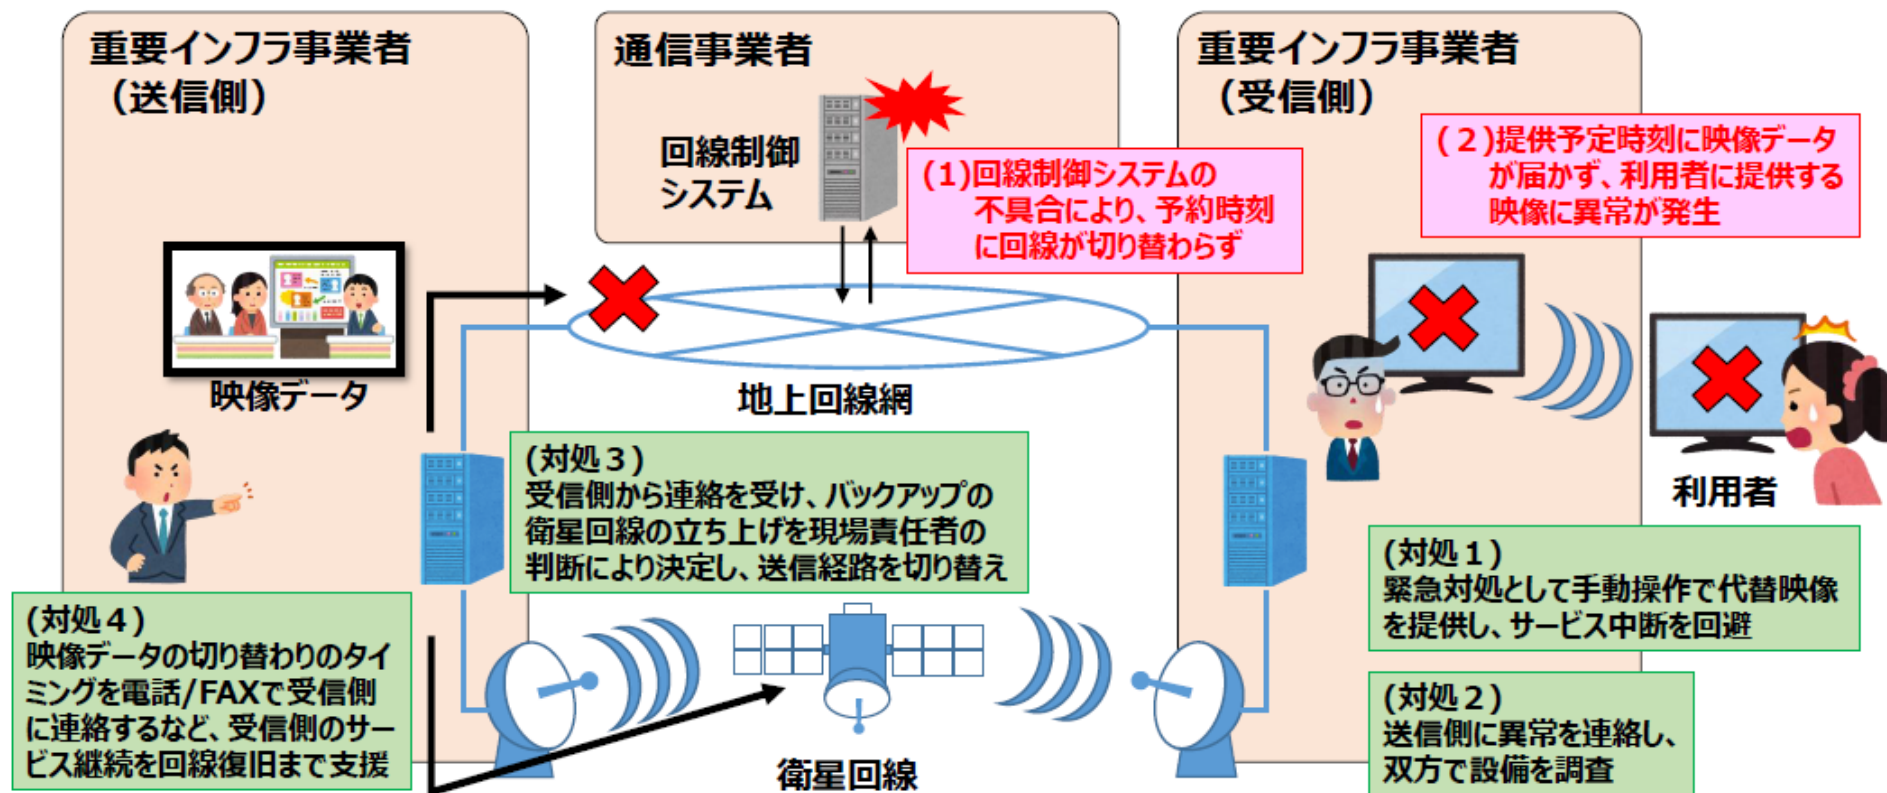 重要インフラ事業者
（送信側）
通信事業者
重要インフラ事業者
（受信側）
回線制御
システム
(１)回線制御システムの
不具合により、予約時刻
に回線が切り替わらず
(２)提供予定時刻に映像データ
が届かず、利用者に提供する
映像に異常が発生
映像データ
地上回線網
利用者
(対処３)
受信側から連絡を受け、バックアップの
衛星回線の立ち上げを現場責任者の
判断により決定し、送信経路を切り替え
(対処１)
緊急対処として手動操作で代替映像
を提供し、サービス中断を回避
(対処４)
映像データの切り替わりのタイ
ミングを電話/FAXで受信側
に連絡するなど、受信側のサー
ビス継続を回線復旧まで支援
(対処２)
送信側に異常を連絡し、
双方で設備を調査
衛星回線